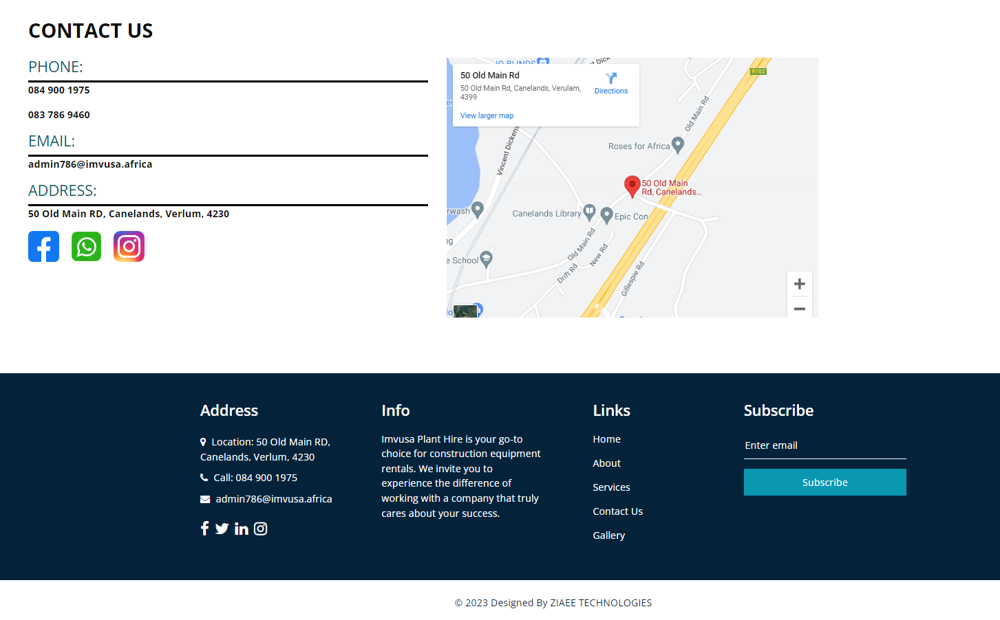 CONTACT US
PHONE:
084 900 1975
083 786 9460
EMAIL:
admin786@imvusa.africa
ADDRESS:
50 Old Main RD, Canelands, Verlum, 4230
50 Old Main Rd
50 Old Main Rd, Canelands, Verulam,
4399
Directions
View larger map
R102
Old Main Rd
Vincent Dickens
Roses for Africa
50 Old Main
Rd, Canelands...
rwash
Canelands Library
Epic Con
ng
Old Main Rd
New Rd
e School
Drift Rd
Gillespie Rd
Address
Location: 50 Old Main RD,
Canelands, Verlum, 4230
Call: 084 900 1975
admin786@imvusa.africa
Info
Imvusa Plant Hire is your go-to
choice for construction equipment
rentals. We invite you to
experience the difference of
working with a company that truly
cares about your success.
Links
Home
About
Services
Contact Us
Gallery
Subscribe
Enter email
Subscribe
© 2023 Designed By ZIAEE TECHNOLOGIES